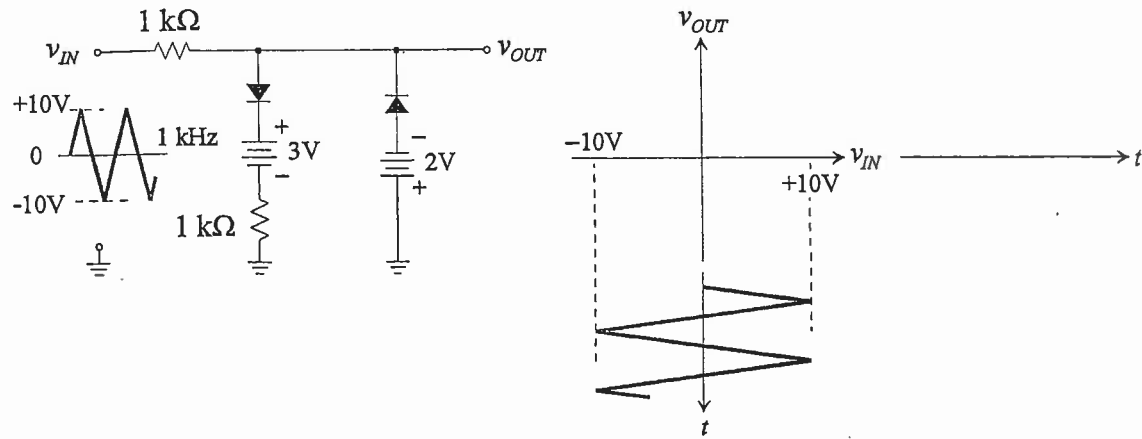 1 kΩ
v_IN
v_OUT
+10V
0
-10V
1 kHz
+
3V
−
1 kΩ
−
2V
+
v_OUT
−10V
v_IN
+10V
t
t